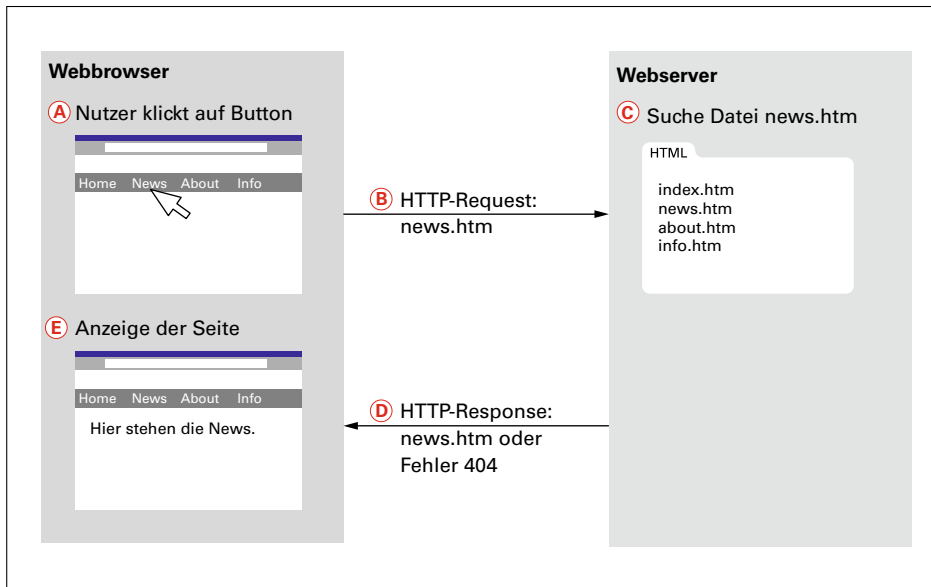 Webbrowser
A Nutzer klickt auf Button
Home News About Info
B HTTP-Request:
news.htm
Webserver
C Suche Datei news.htm
HTML
index.htm
news.htm
about.htm
info.htm
D HTTP-Response:
news.htm oder
Fehler 404
E Anzeige der Seite
Home News About Info
Hier stehen die News.